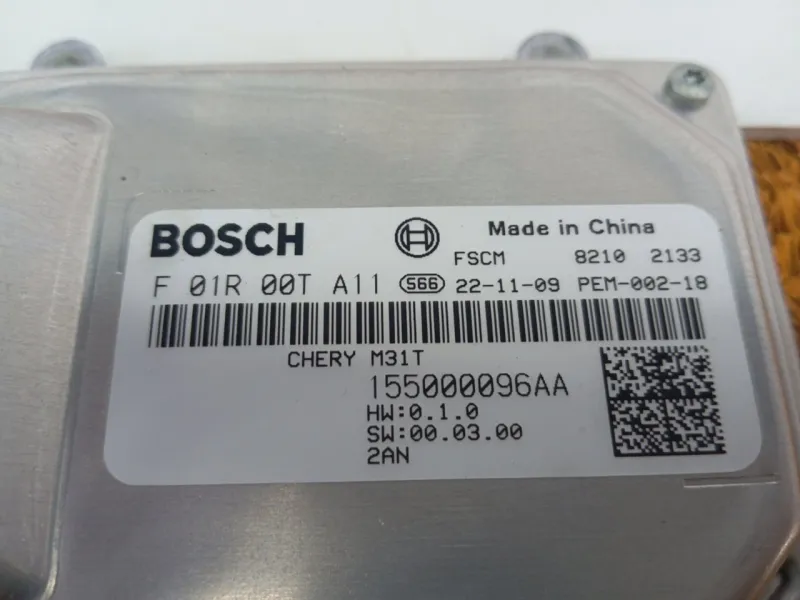 BOSCH Made in China
FSCM 8210 2133
F 01R 00T A11 566 22-11-09 PEM-002-18
CHERY M31T
155000096AA
HW:0.1.0
SW:00.03.00
2AN